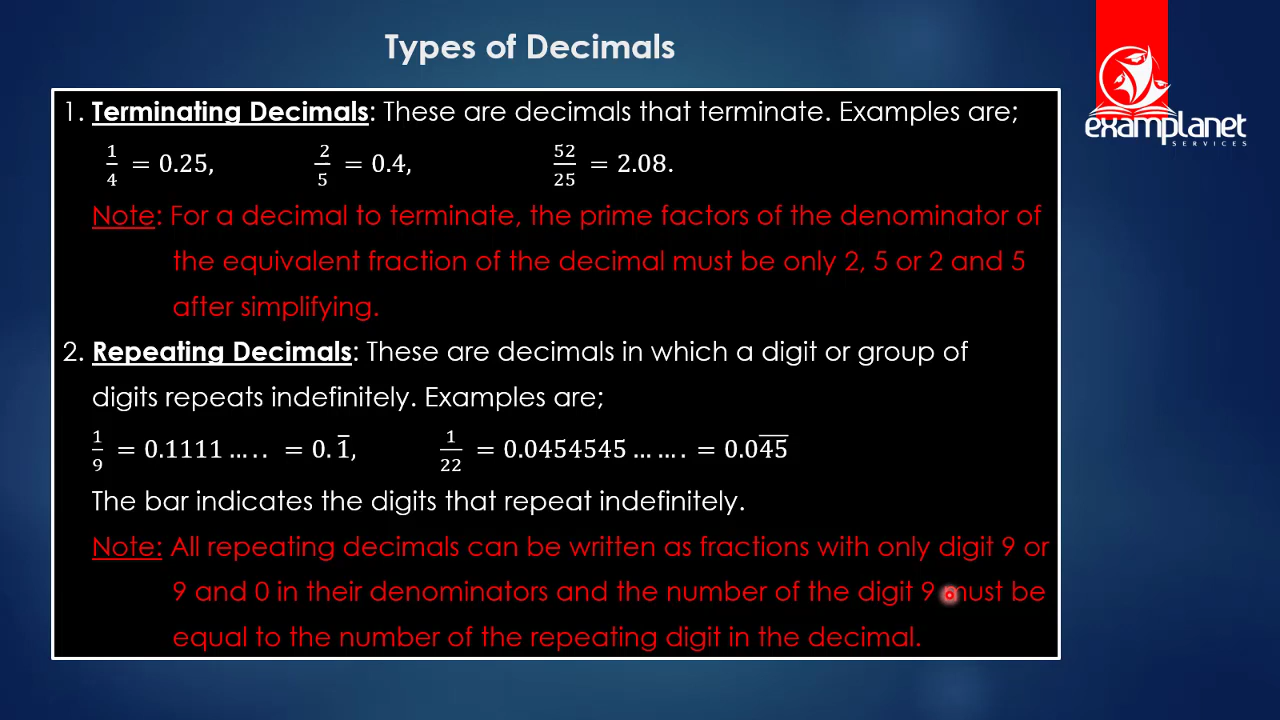 Types of Decimals
examplanet
SERVICES
1. Terminating Decimals: These are decimals that terminate. Examples are;
1/4 = 0.25, 2/5 = 0.4, 52/25 = 2.08.
Note: For a decimal to terminate, the prime factors of the denominator of
the equivalent fraction of the decimal must be only 2, 5 or 2 and 5
after simplifying.
2. Repeating Decimals: These are decimals in which a digit or group of
digits repeats indefinitely. Examples are;
1/9 = 0.1111 ….. = 0.1̅, 1/22 = 0.0454545 … … . = 0.04̅5̅
The bar indicates the digits that repeat indefinitely.
Note: All repeating decimals can be written as fractions with only digit 9 or
9 and 0 in their denominators and the number of the digit 9 must be
equal to the number of the repeating digit in the decimal.